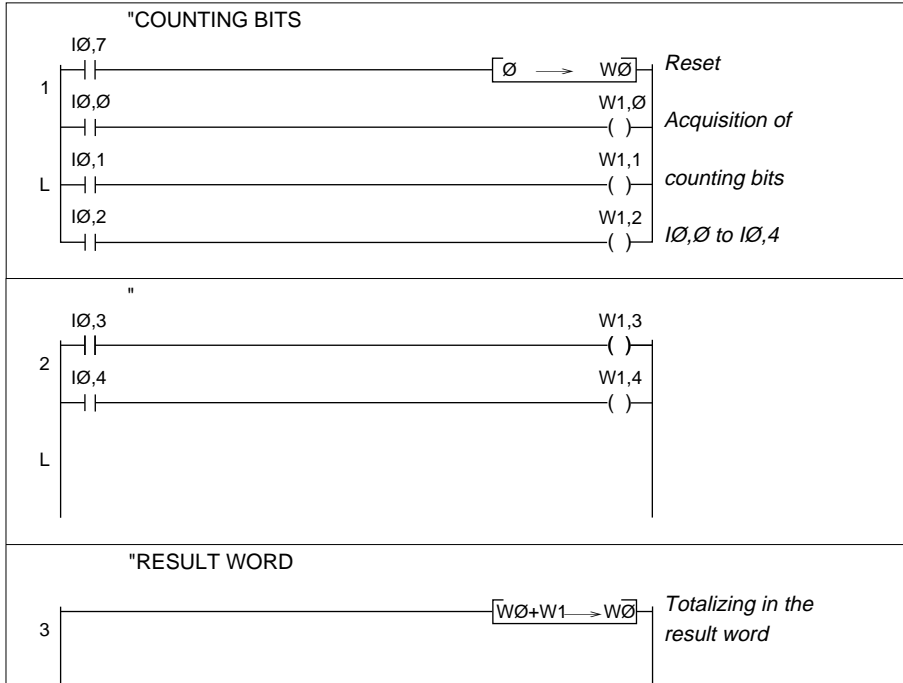 "COUNTING BITS
IØ,7
Ø WØ Reset
1
IØ,Ø W1,Ø
Acquisition of
IØ,1 W1,1
L counting bits
IØ,2 W1,2
IØ,Ø to IØ,4
"
IØ,3 W1,3
2
IØ,4 W1,4
L
"RESULT WORD
WØ+W1 WØ Totalizing in the
3 result word